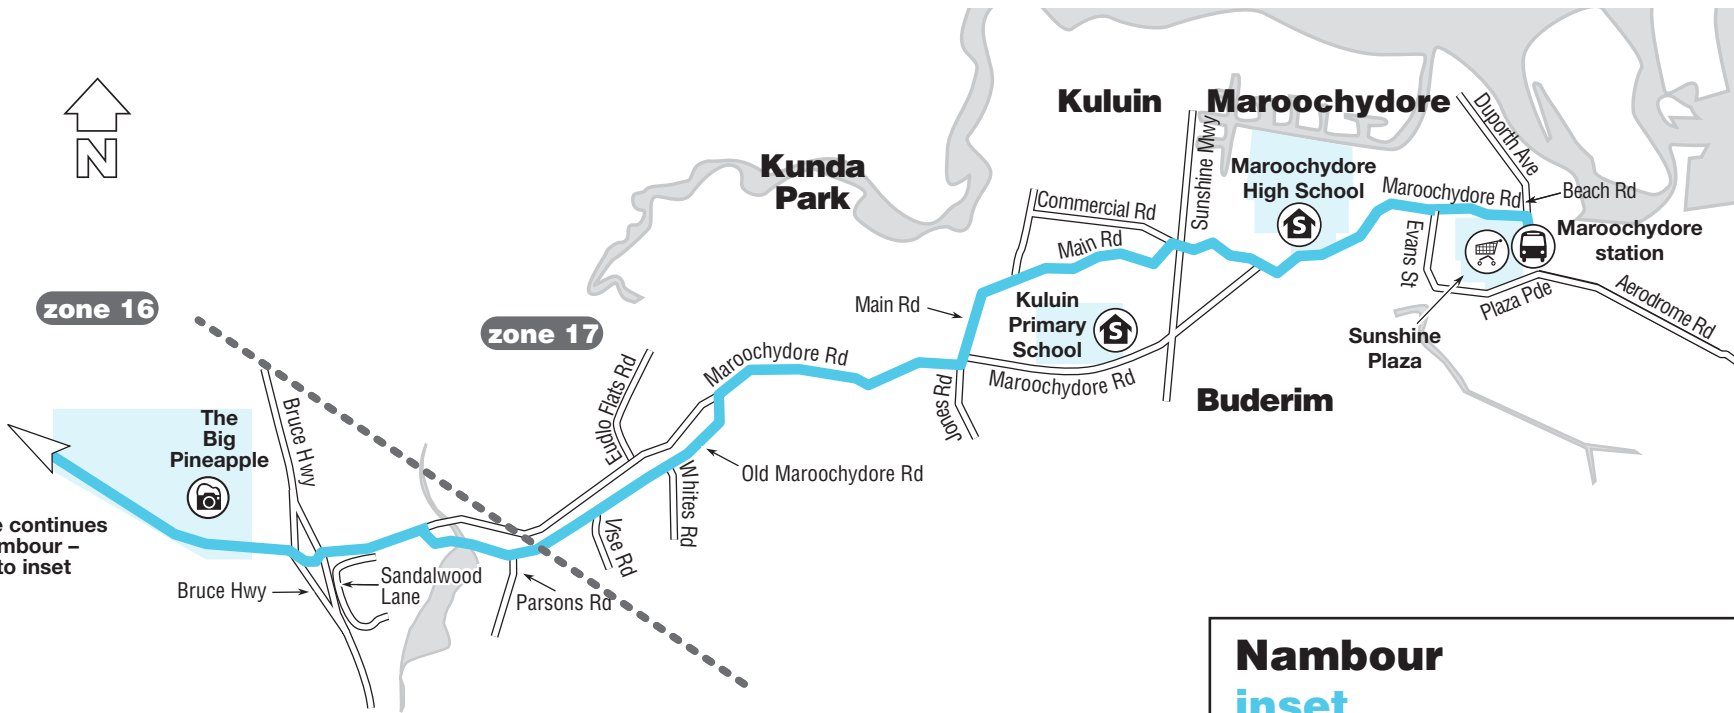 N
Kuluin
Maroochydore
Duporth Ave
Kunda
Park
Sunshine Mwy
Maroochydore
High School
S
Maroochydore Rd
Beach Rd
Commercial Rd
Main Rd
Evans St
Maroochydore
station
zone 16
zone 17
Main Rd
Kuluin
Primary
School
S
Plaza Pde
Aerodrome Rd
Sunshine
Plaza
Maroochydore Rd
Maroochydore Rd
Eudlo Flats Rd
Jones Rd
Buderim
The
Big
Pineapple
Bruce Hwy
Old Maroochydore Rd
Whites Rd
Vise Rd
continues
to inset
Sandalwood
Lane
Bruce Hwy
Parsons Rd
Nambour
inset